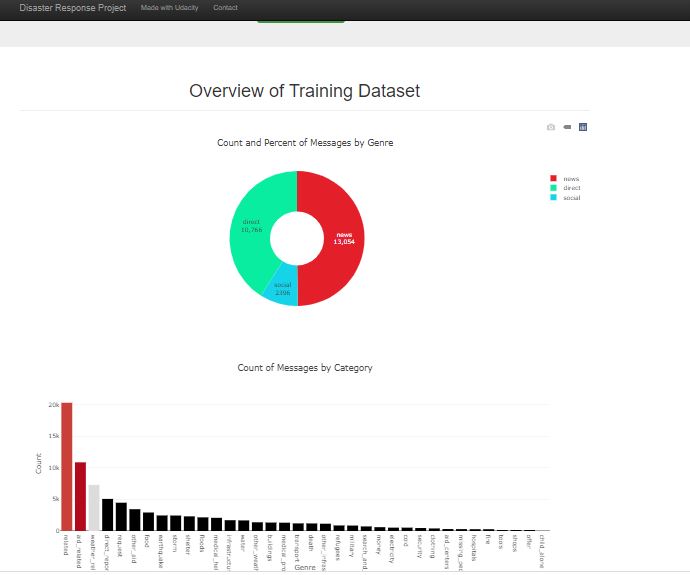 Disaster Response Project Made with Udacity Contact
Overview of Training Dataset
Count and Percent of Messages by Genre
news
direct
social
direct
10,766
news
13,054
social
2396
Count of Messages by Category
20k
15k
10k
5k
0
Count
related
aid_related
weather_rel
direct_repor
request
other_aid
food
earthquake
storm
shelter
floods
medical_hel
infrastructu
water
other_weath
buildings
medical_pro
transport
death
other_infras
refugees
military
search_and
money
electricity
cold
security
clothing
aid_centers
missing_peo
hospitals
fire
tools
shops
offer
child_alone
Genre